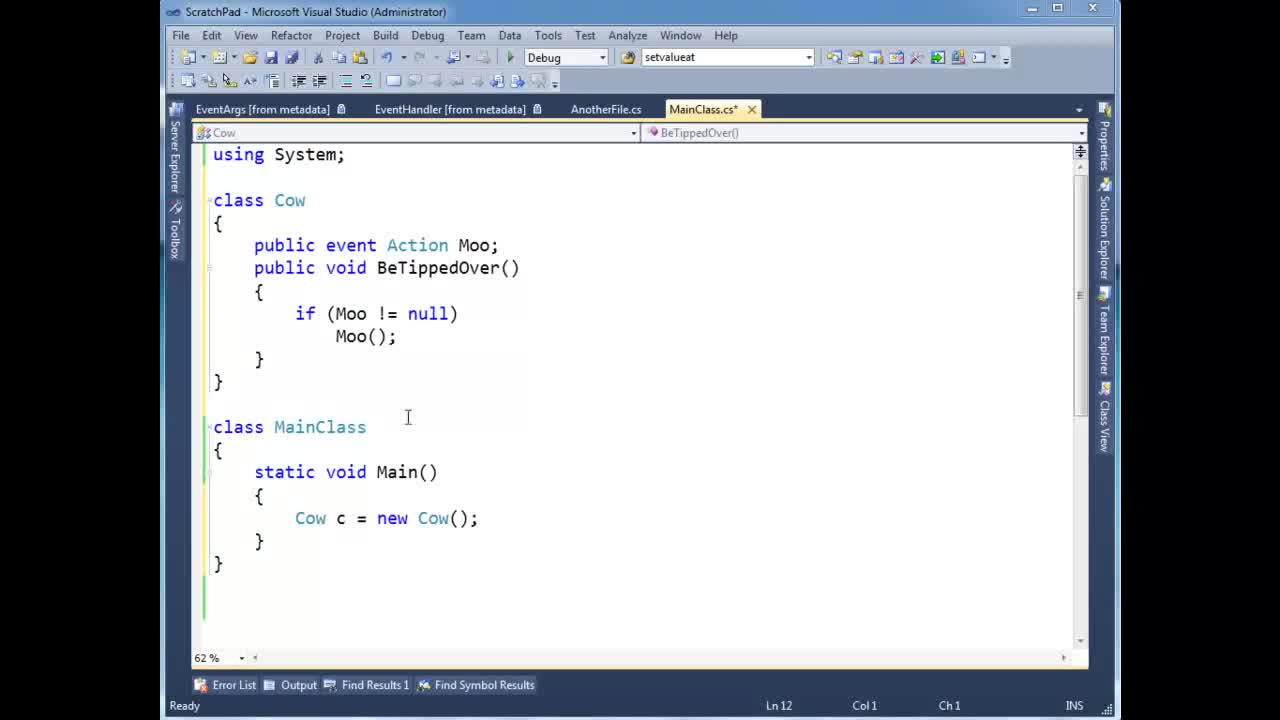 ScratchPad - Microsoft Visual Studio (Administrator)
File Edit View Refactor Project Build Debug Team Data Tools Test Analyze Window Help
Debug setvalueat
EventArgs [from metadata] EventHandler [from metadata] AnotherFile.cs MainClass.cs*
Cow BeTippedOver()
Server Explorer
Toolbox
using System;
class Cow
{
public event Action Moo;
public void BeTippedOver()
{
if (Moo != null)
Moo();
}
}
class MainClass
{
static void Main()
{
Cow c = new Cow();
}
}
Properties
Solution Explorer
Team Explorer
Class View
62 %
Error List Output Find Results 1 Find Symbol Results
Ready Ln 12 Col 1 Ch 1 INS